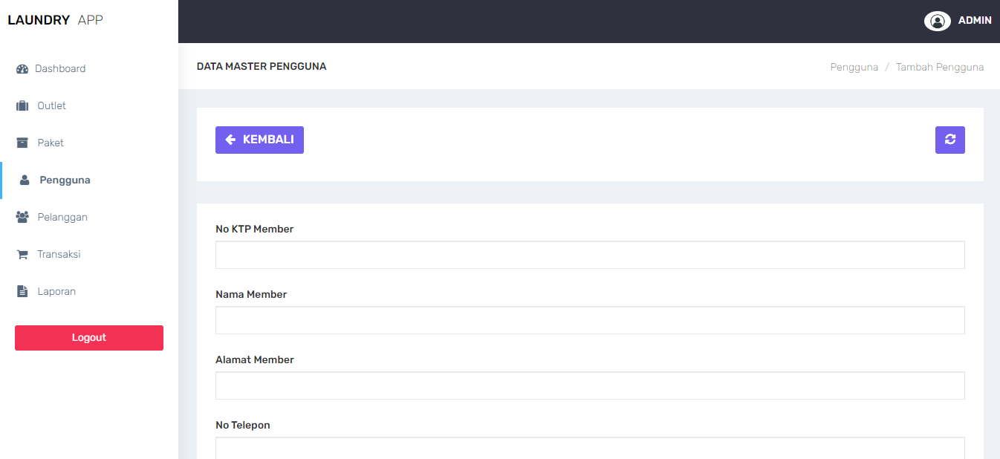 LAUNDRY APP
ADMIN
Dashboard
Outlet
Paket
Pengguna
Pelanggan
Transaksi
Laporan
Logout
DATA MASTER PENGGUNA
Pengguna / Tambah Pengguna
KEMBALI
No KTP Member
Nama Member
Alamat Member
No Telepon